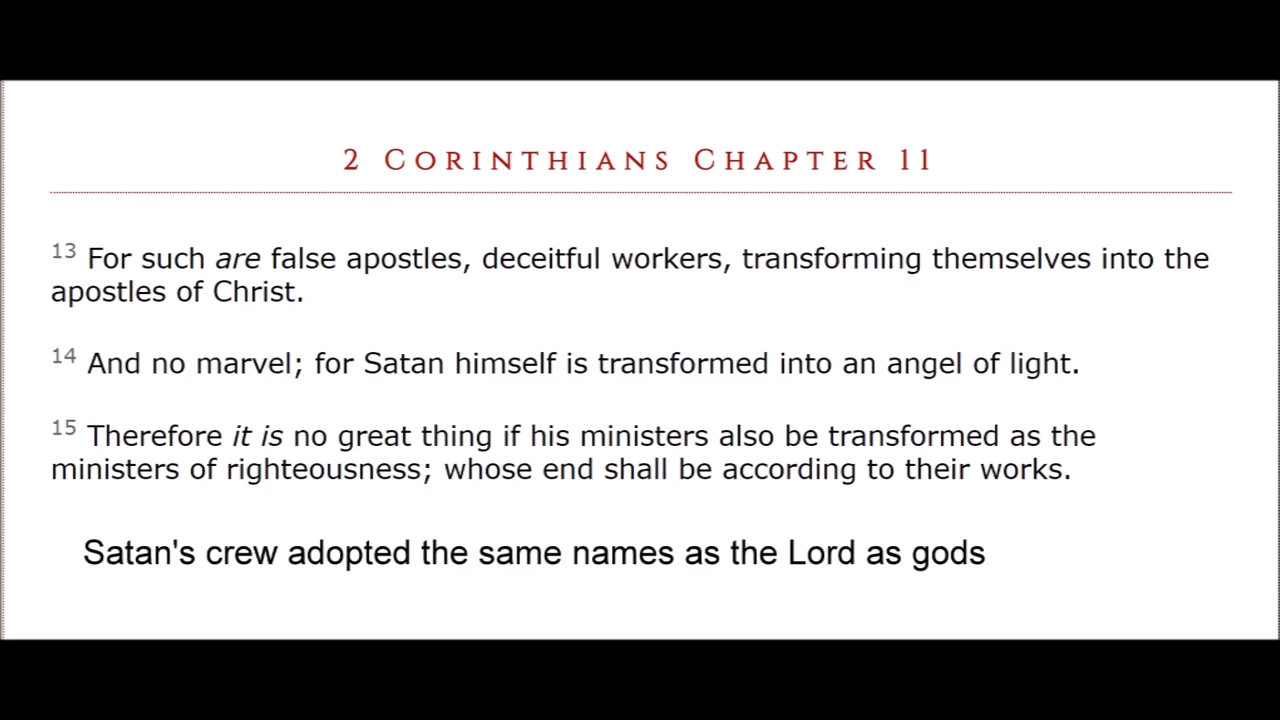 2 Corinthians Chapter 11
13 For such are false apostles, deceitful workers, transforming themselves into the
apostles of Christ.
14 And no marvel; for Satan himself is transformed into an angel of light.
15 Therefore it is no great thing if his ministers also be transformed as the
ministers of righteousness; whose end shall be according to their works.
Satan's crew adopted the same names as the Lord as gods